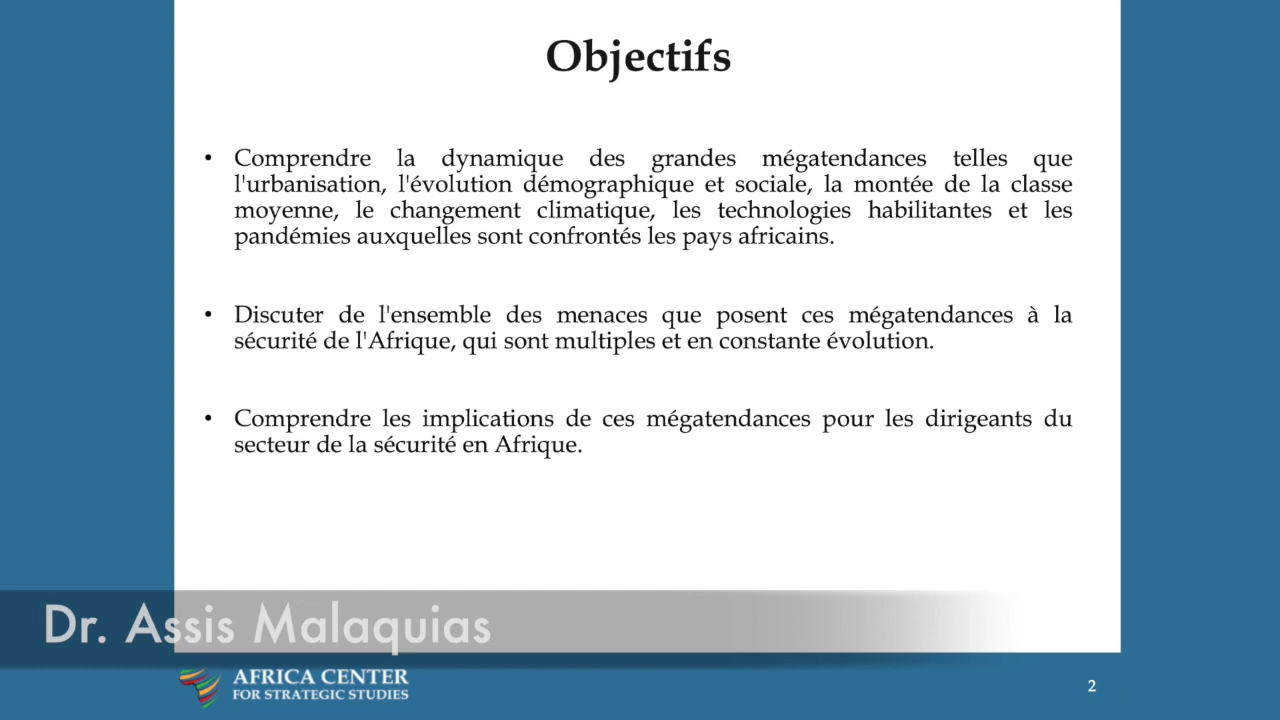 Objectifs
• Comprendre la dynamique des grandes mégatendances telles que
l'urbanisation, l'évolution démographique et sociale, la montée de la classe
moyenne, le changement climatique, les technologies habilitantes et les
pandémies auxquelles sont confrontés les pays africains.
• Discuter de l'ensemble des menaces que posent ces mégatendances à la
sécurité de l'Afrique, qui sont multiples et en constante évolution.
• Comprendre les implications de ces mégatendances pour les dirigeants du
secteur de la sécurité en Afrique.
Dr. Assis Malaquias
AFRICA CENTER
FOR STRATEGIC STUDIES
2